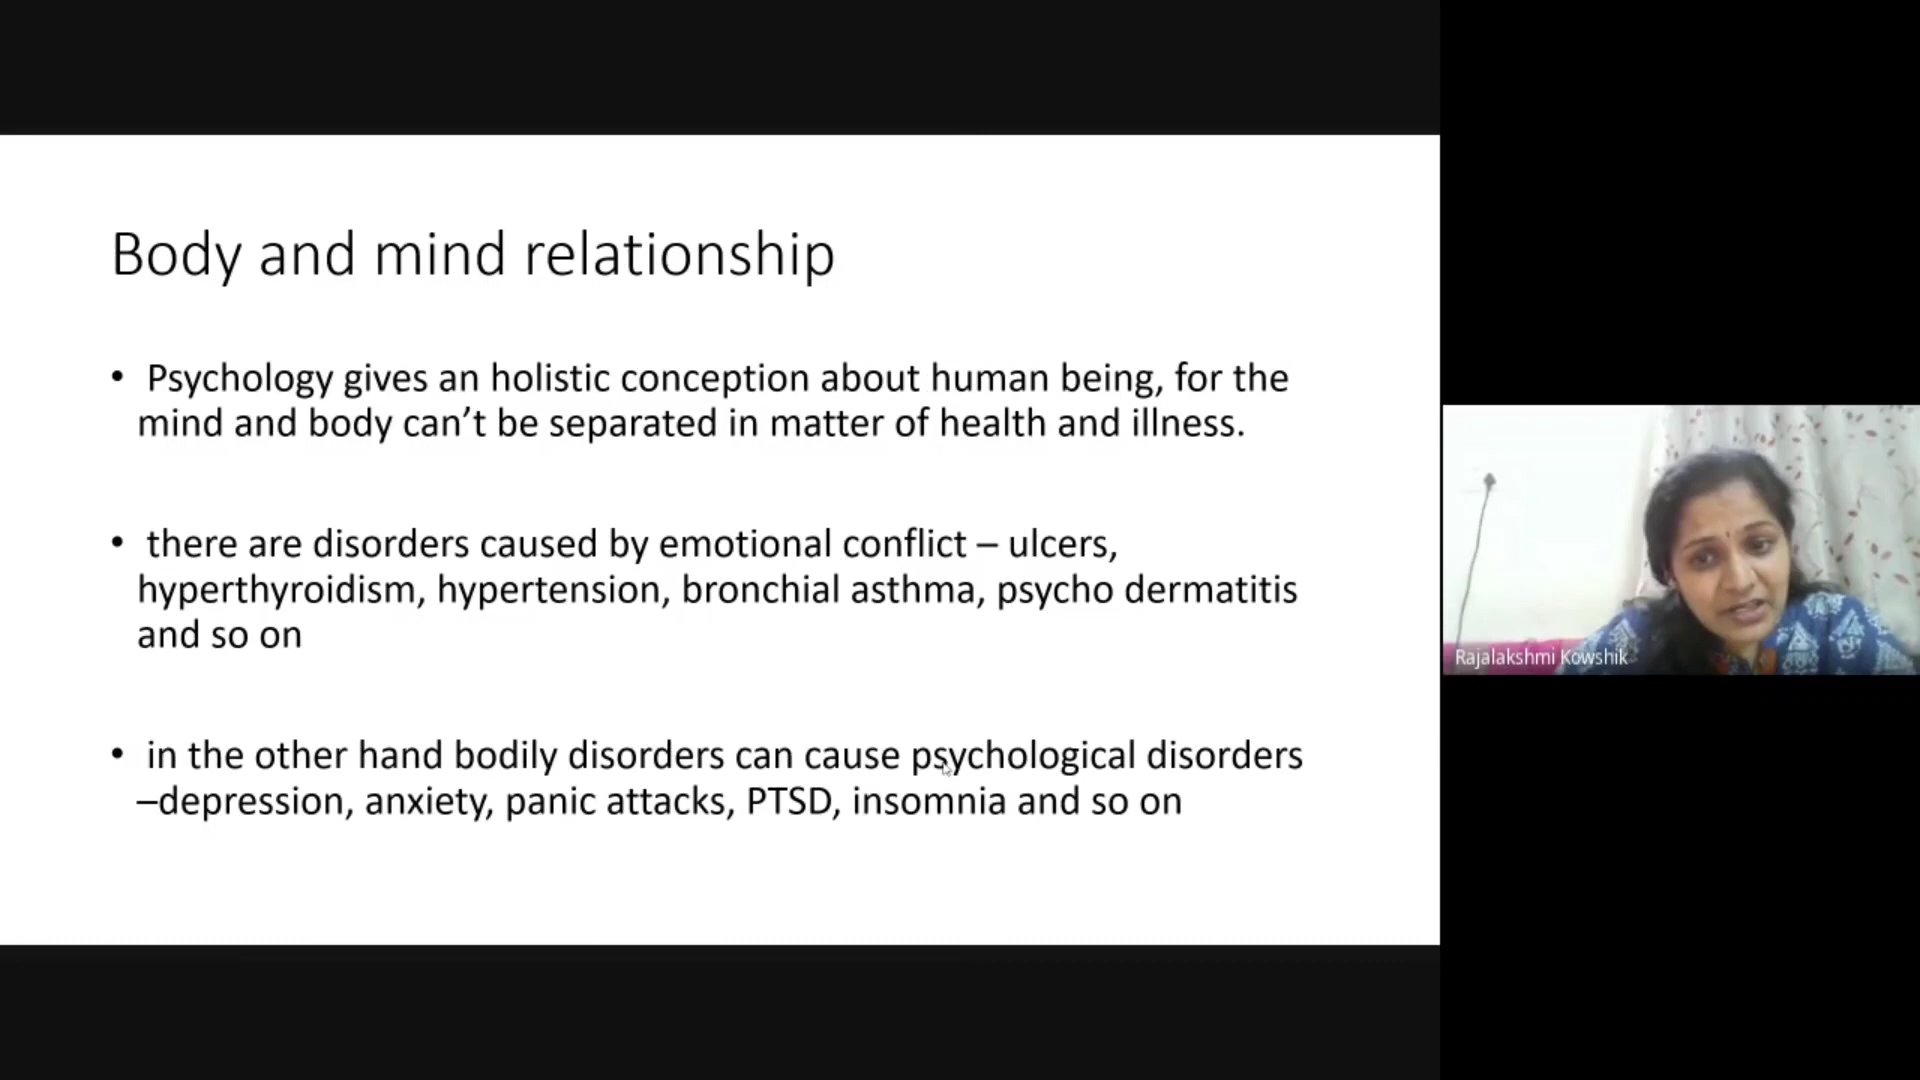 Body and mind relationship
• Psychology gives an holistic conception about human being, for the
mind and body can’t be separated in matter of health and illness.
• there are disorders caused by emotional conflict – ulcers,
hyperthyroidism, hypertension, bronchial asthma, psycho dermatitis
and so on
• in the other hand bodily disorders can cause psychological disorders
–depression, anxiety, panic attacks, PTSD, insomnia and so on
Rajalakshmi Kowshik